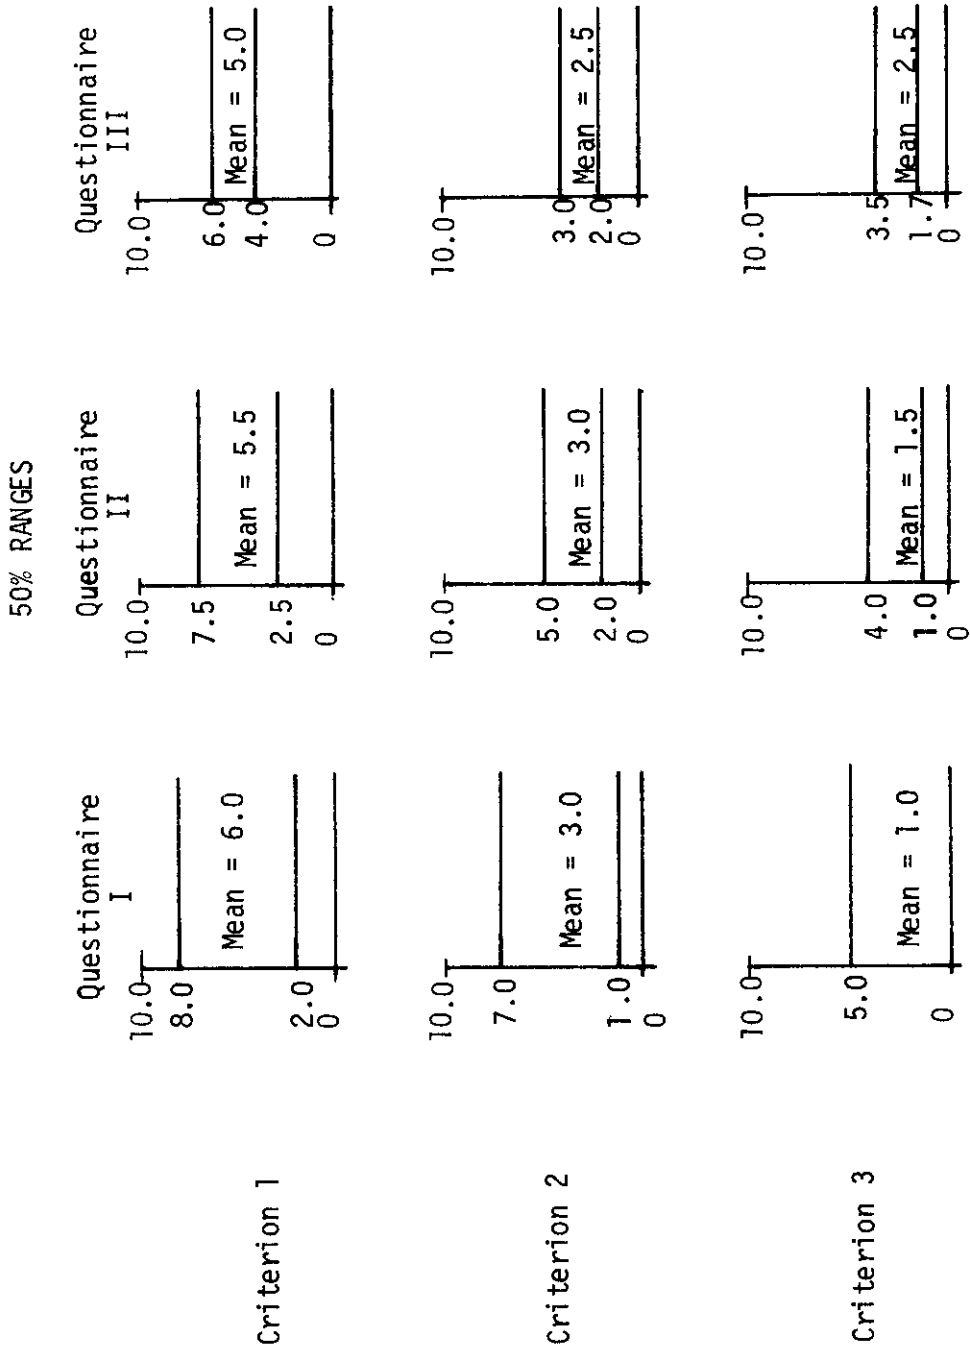 50% RANGES
Questionnaire
I
Questionnaire
II
Questionnaire
III
Criterion 1
10.0
8.0
Mean = 6.0
2.0
0
10.0
7.5
Mean = 5.5
2.5
0
10.0
6.0
Mean = 5.0
4.0
0
Criterion 2
10.0
7.0
Mean = 3.0
1.0
0
10.0
5.0
Mean = 3.0
2.0
0
10.0
3.0
Mean = 2.5
2.0
0
Criterion 3
10.0
5.0
Mean = 1.0
0
10.0
4.0
Mean = 1.5
1.0
0
10.0
3.5
Mean = 2.5
1.7
0